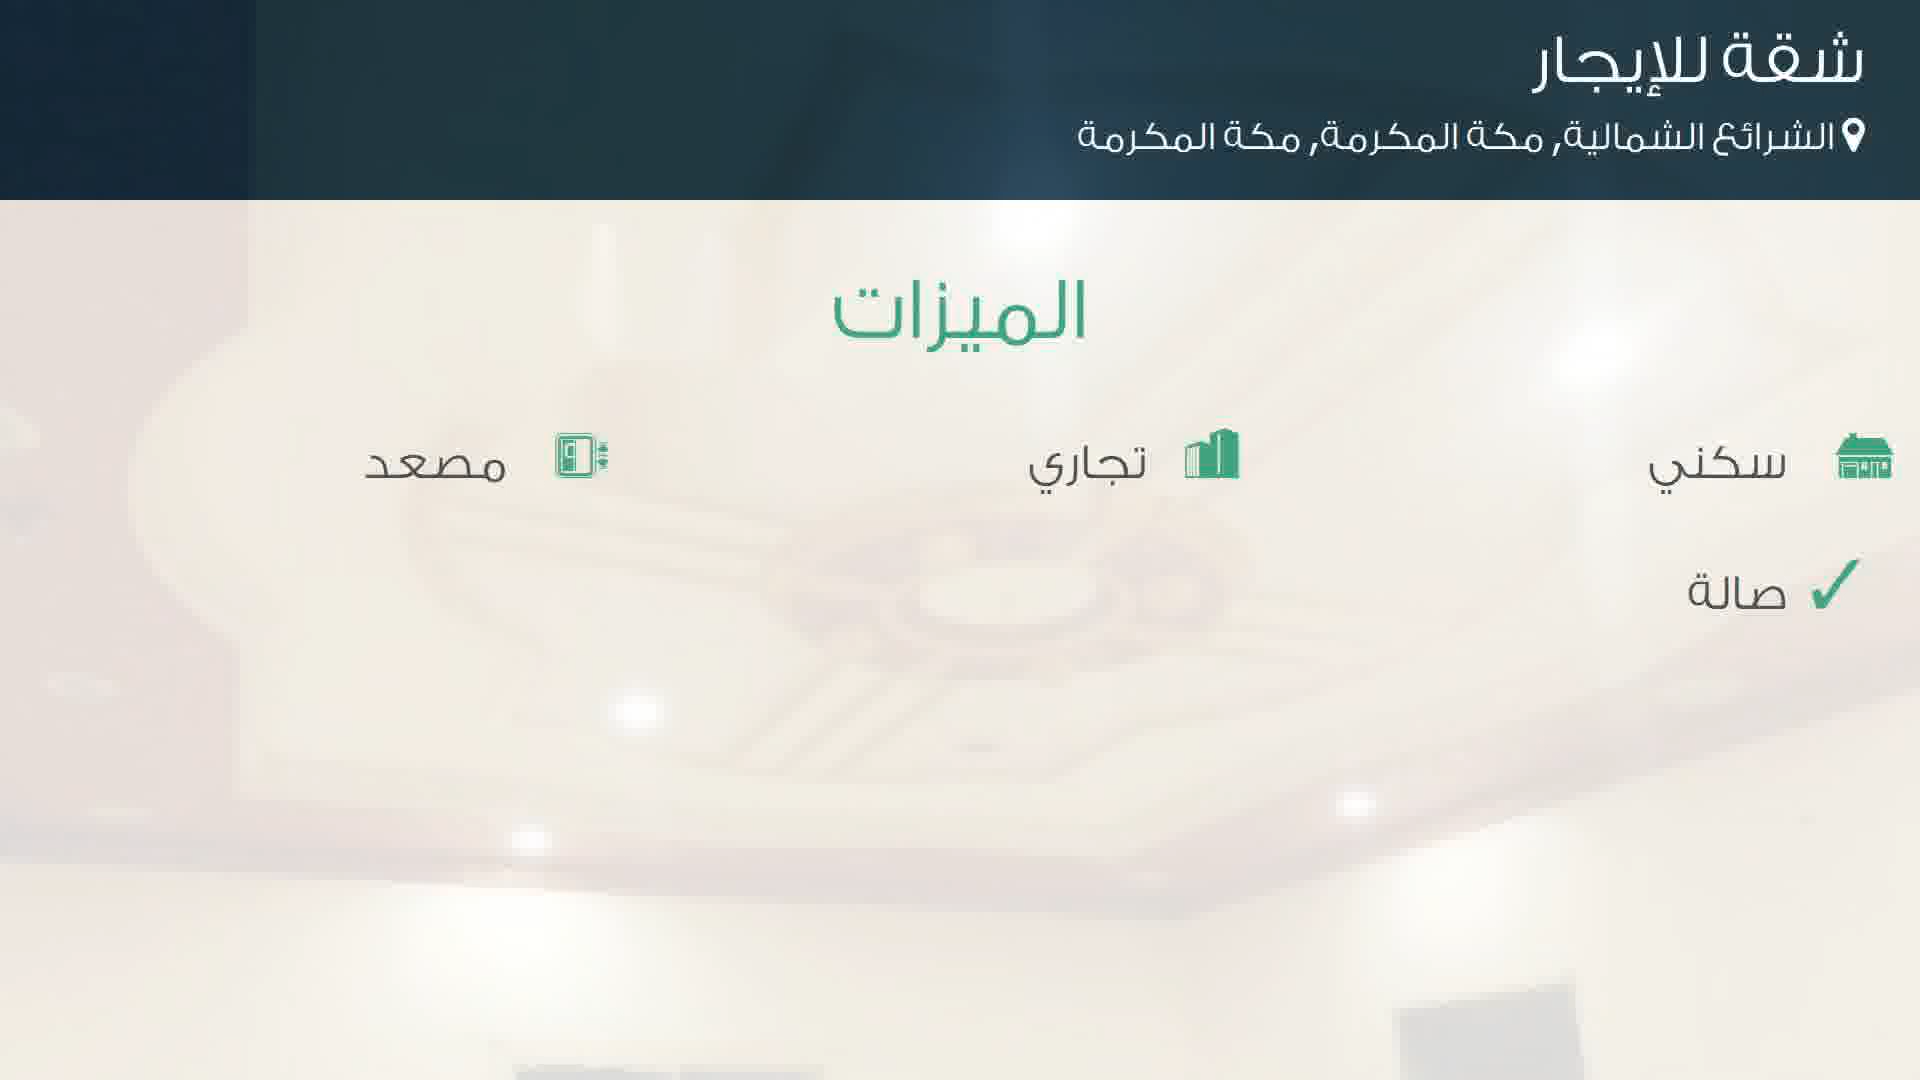 شقة للإيجار
الشرائع الشمالية, مكة المكرمة, مكة المكرمة
الميزات
سكني
تجاري
مصعد
صالة